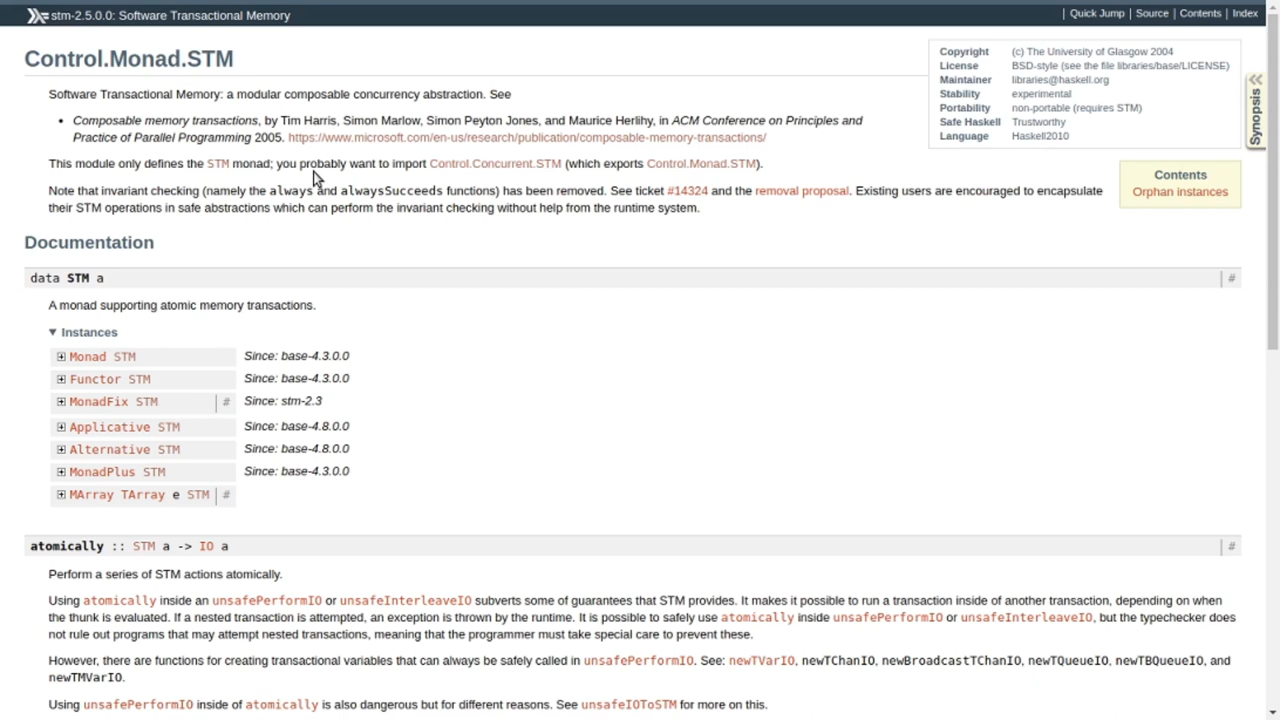 stm-2.5.0.0: Software Transactional Memory
| Quick Jump | Source | Contents | Index
Control.Monad.STM
Copyright (c) The University of Glasgow 2004
License BSD-style (see the file libraries/base/LICENSE)
Maintainer libraries@haskell.org
Stability experimental
Portability non-portable (requires STM)
Safe Haskell Trustworthy
Language Haskell2010
Synopsis
Software Transactional Memory: a modular composable concurrency abstraction. See
• Composable memory transactions, by Tim Harris, Simon Marlow, Simon Peyton Jones, and Maurice Herlihy, in ACM Conference on Principles and
Practice of Parallel Programming 2005. https://www.microsoft.com/en-us/research/publication/composable-memory-transactions/
This module only defines the STM monad; you probably want to import Control.Concurrent.STM (which exports Control.Monad.STM).
Contents
Orphan instances
Note that invariant checking (namely the always and alwaysSucceeds functions) has been removed. See ticket #14324 and the removal proposal. Existing users are encouraged to encapsulate
their STM operations in safe abstractions which can perform the invariant checking without help from the runtime system.
Documentation
data STM a | #
A monad supporting atomic memory transactions.
▼ Instances
Monad STM Since: base-4.3.0.0
Functor STM Since: base-4.3.0.0
MonadFix STM | # Since: stm-2.3
Applicative STM Since: base-4.8.0.0
Alternative STM Since: base-4.8.0.0
MonadPlus STM Since: base-4.3.0.0
MArray TArray e STM | #
atomically :: STM a -> IO a | #
Perform a series of STM actions atomically.
Using atomically inside an unsafePerformIO or unsafeInterleaveIO subverts some of guarantees that STM provides. It makes it possible to run a transaction inside of another transaction, depending on when
the thunk is evaluated. If a nested transaction is attempted, an exception is thrown by the runtime. It is possible to safely use atomically inside unsafePerformIO or unsafeInterleaveIO, but the typechecker does
not rule out programs that may attempt nested transactions, meaning that the programmer must take special care to prevent these.
However, there are functions for creating transactional variables that can always be safely called in unsafePerformIO. See: newTVarIO, newTChanIO, newBroadcastTChanIO, newTQueueIO, newTBQueueIO, and
newTMVarIO.
Using unsafePerformIO inside of atomically is also dangerous but for different reasons. See unsafeIOToSTM for more on this.